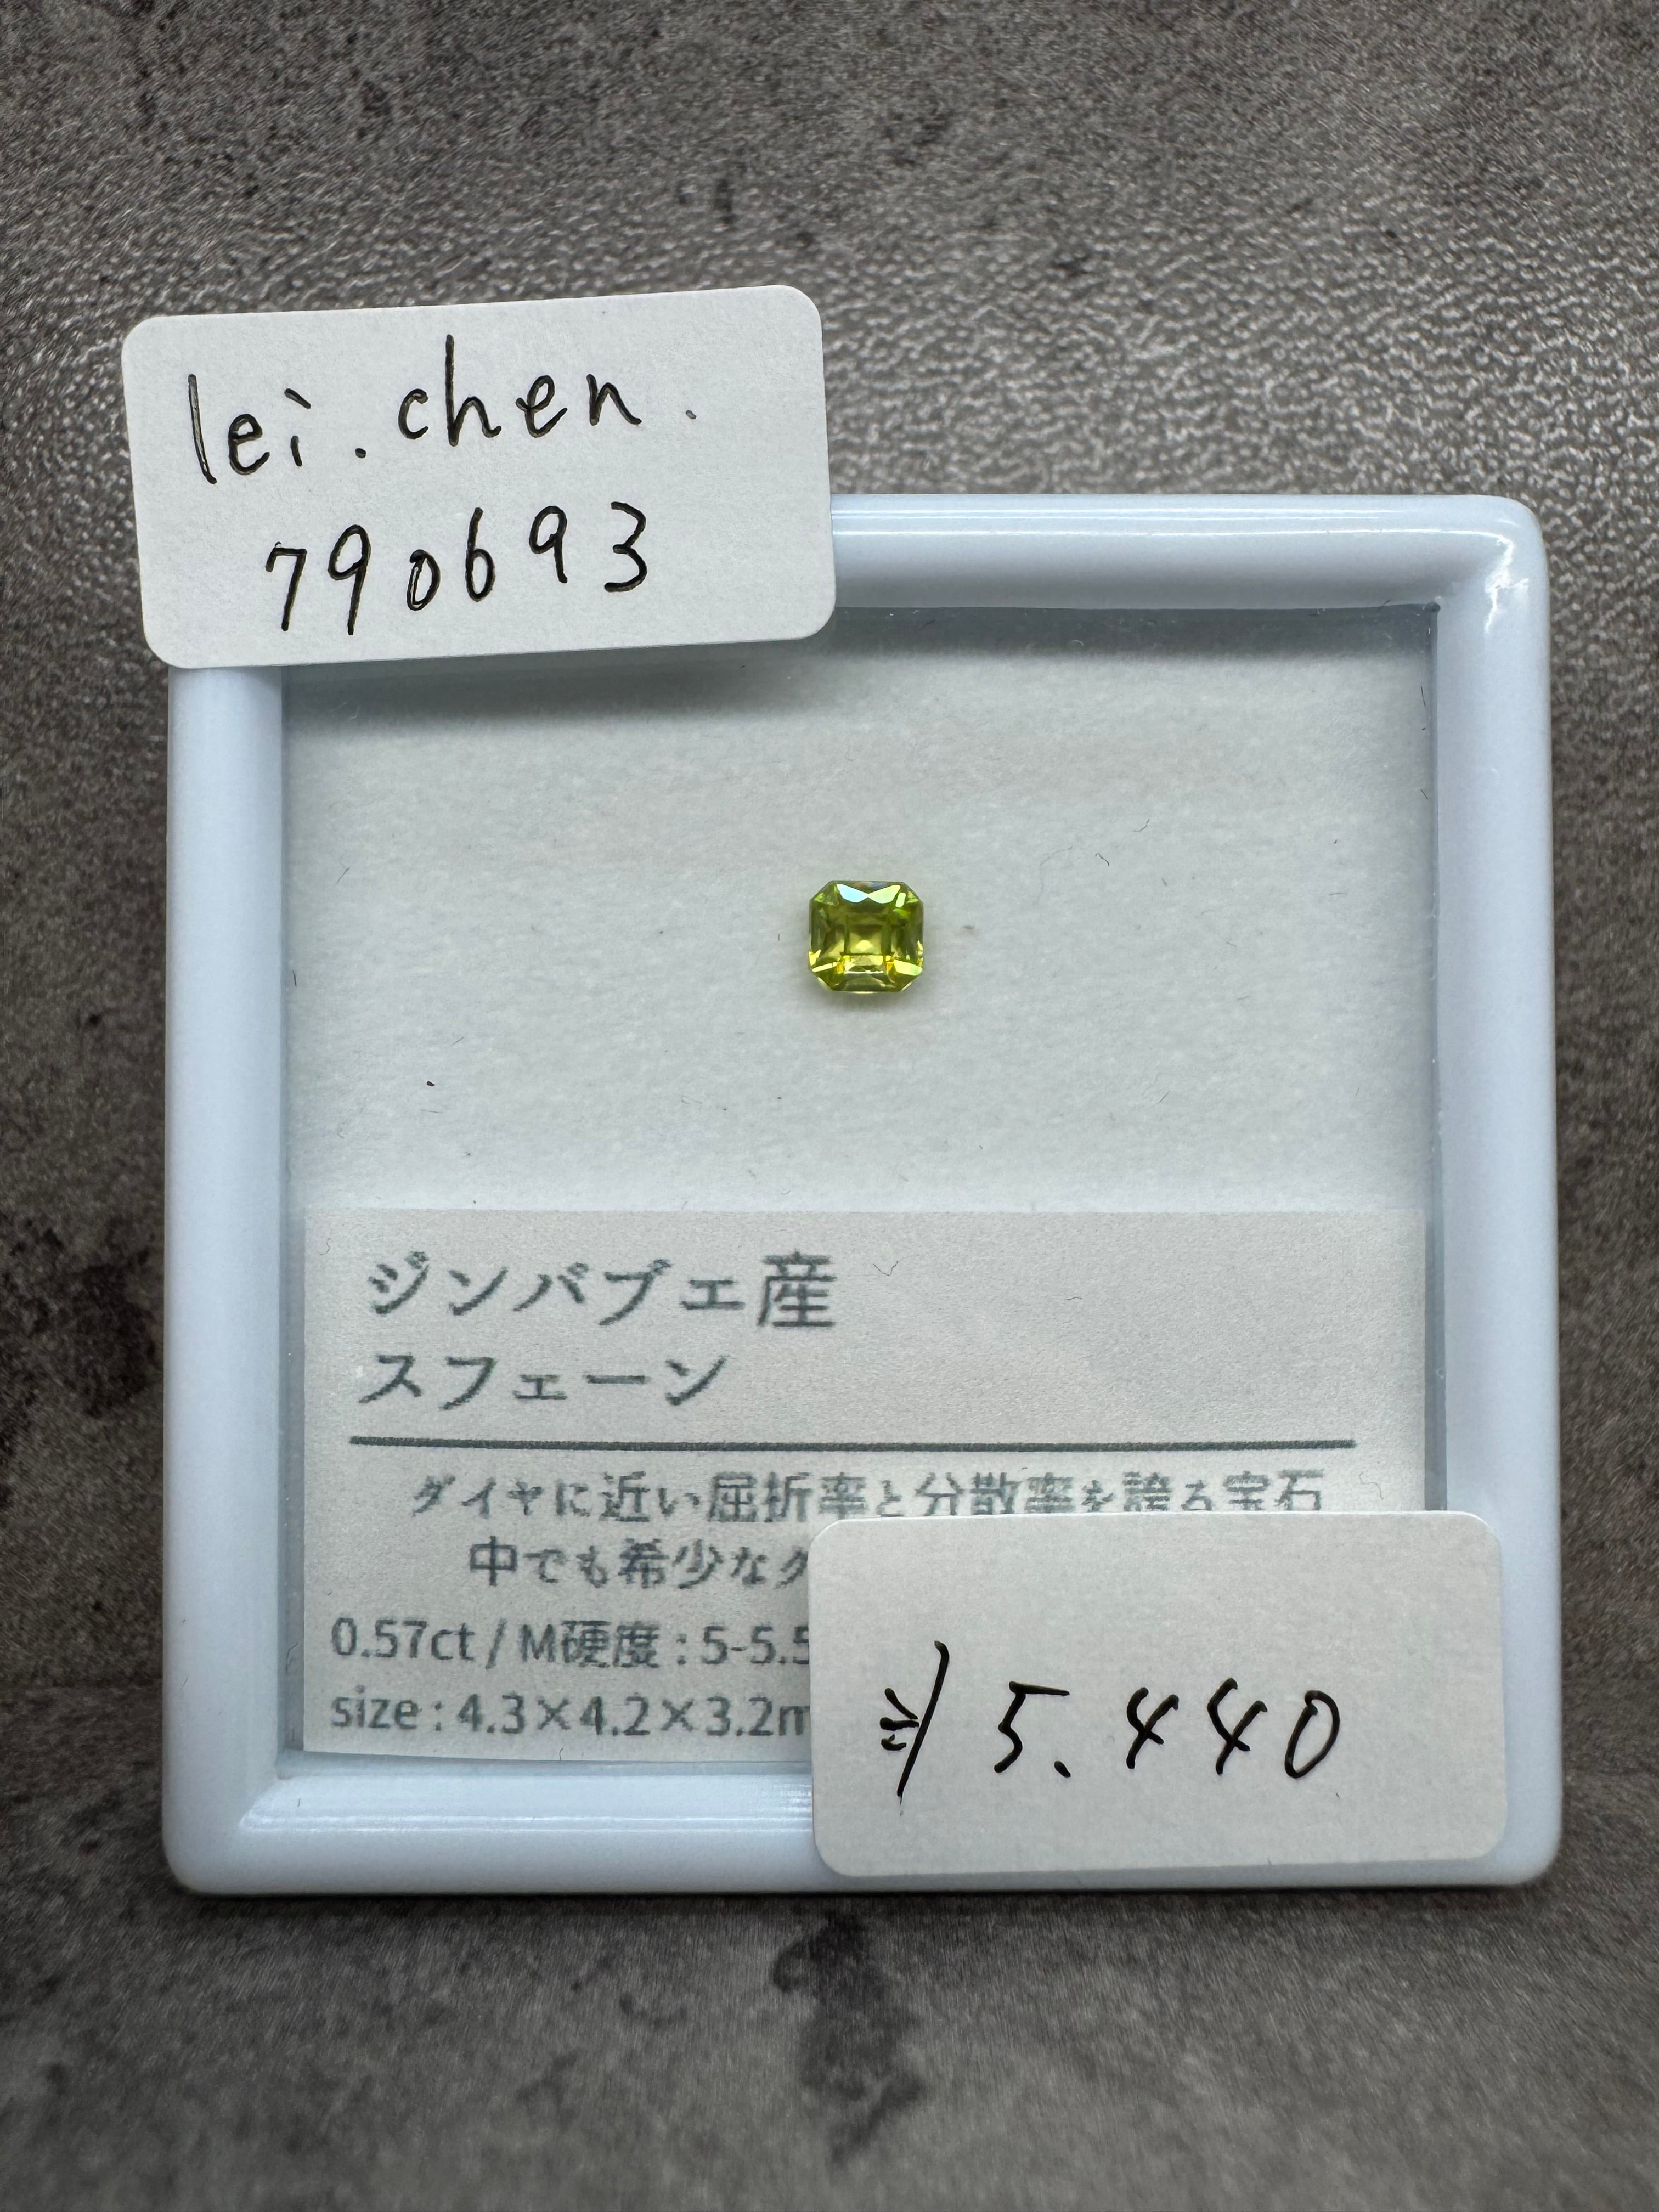 lei.chen.
790693
ジンバブエ産
スフェーン
ダイヤに近い屈折率と分散率を誇る宝石
中でも希少な
0.57ct / M硬度 : 5-5.5
size : 4.3×4.2×3.2m
5.440